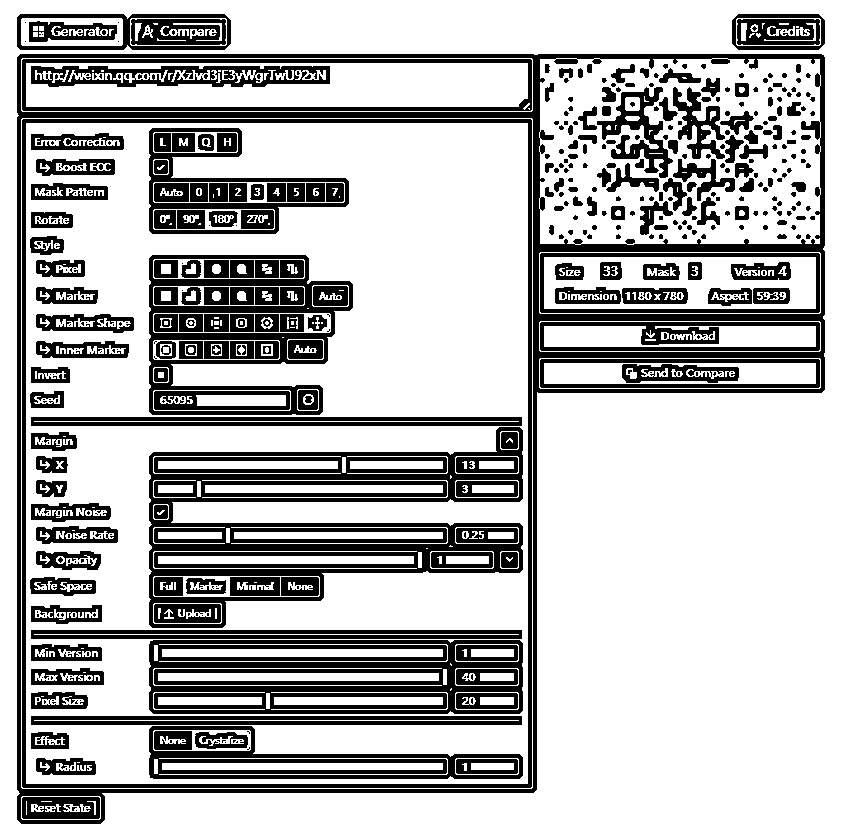 Generator Compare Credits
http://weixin.qq.com/r/Xzlvd3jE3yWgrTwU92xN
Error Correction L M Q H
Boost ECC
Mask Pattern Auto 0 1 2 3 4 5 6 7
Rotate 0° 90° 180° 270°
Style
Pixel
Marker Auto
Marker Shape
Inner Marker Auto
Invert
Seed 65095
Margin
X 13
Y 3
Margin Noise
Noise Rate 0.25
Opacity 1
Safe Space Full Marker Minimal None
Background Upload
Min Version 1
Max Version 40
Pixel Size 20
Effect None Crystalize
Radius 1
Reset State
Size 33 Mask 3 Version 4
Dimension 1180 x 780 Aspect 59:39
Download
Send to Compare